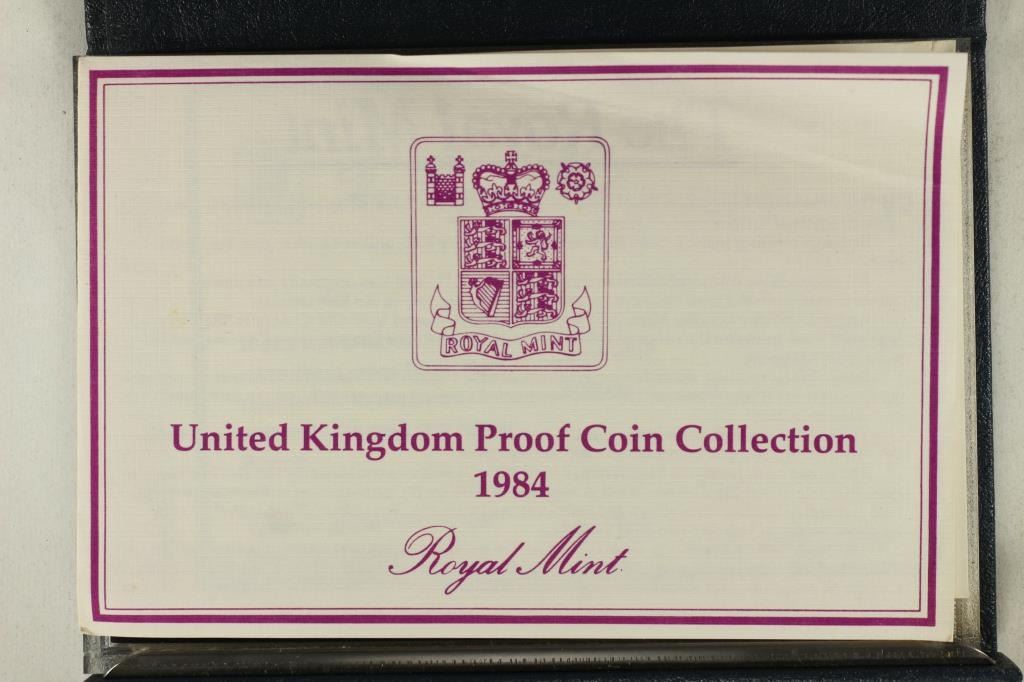 ROYAL MINT
United Kingdom Proof Coin Collection
1984
Royal Mint